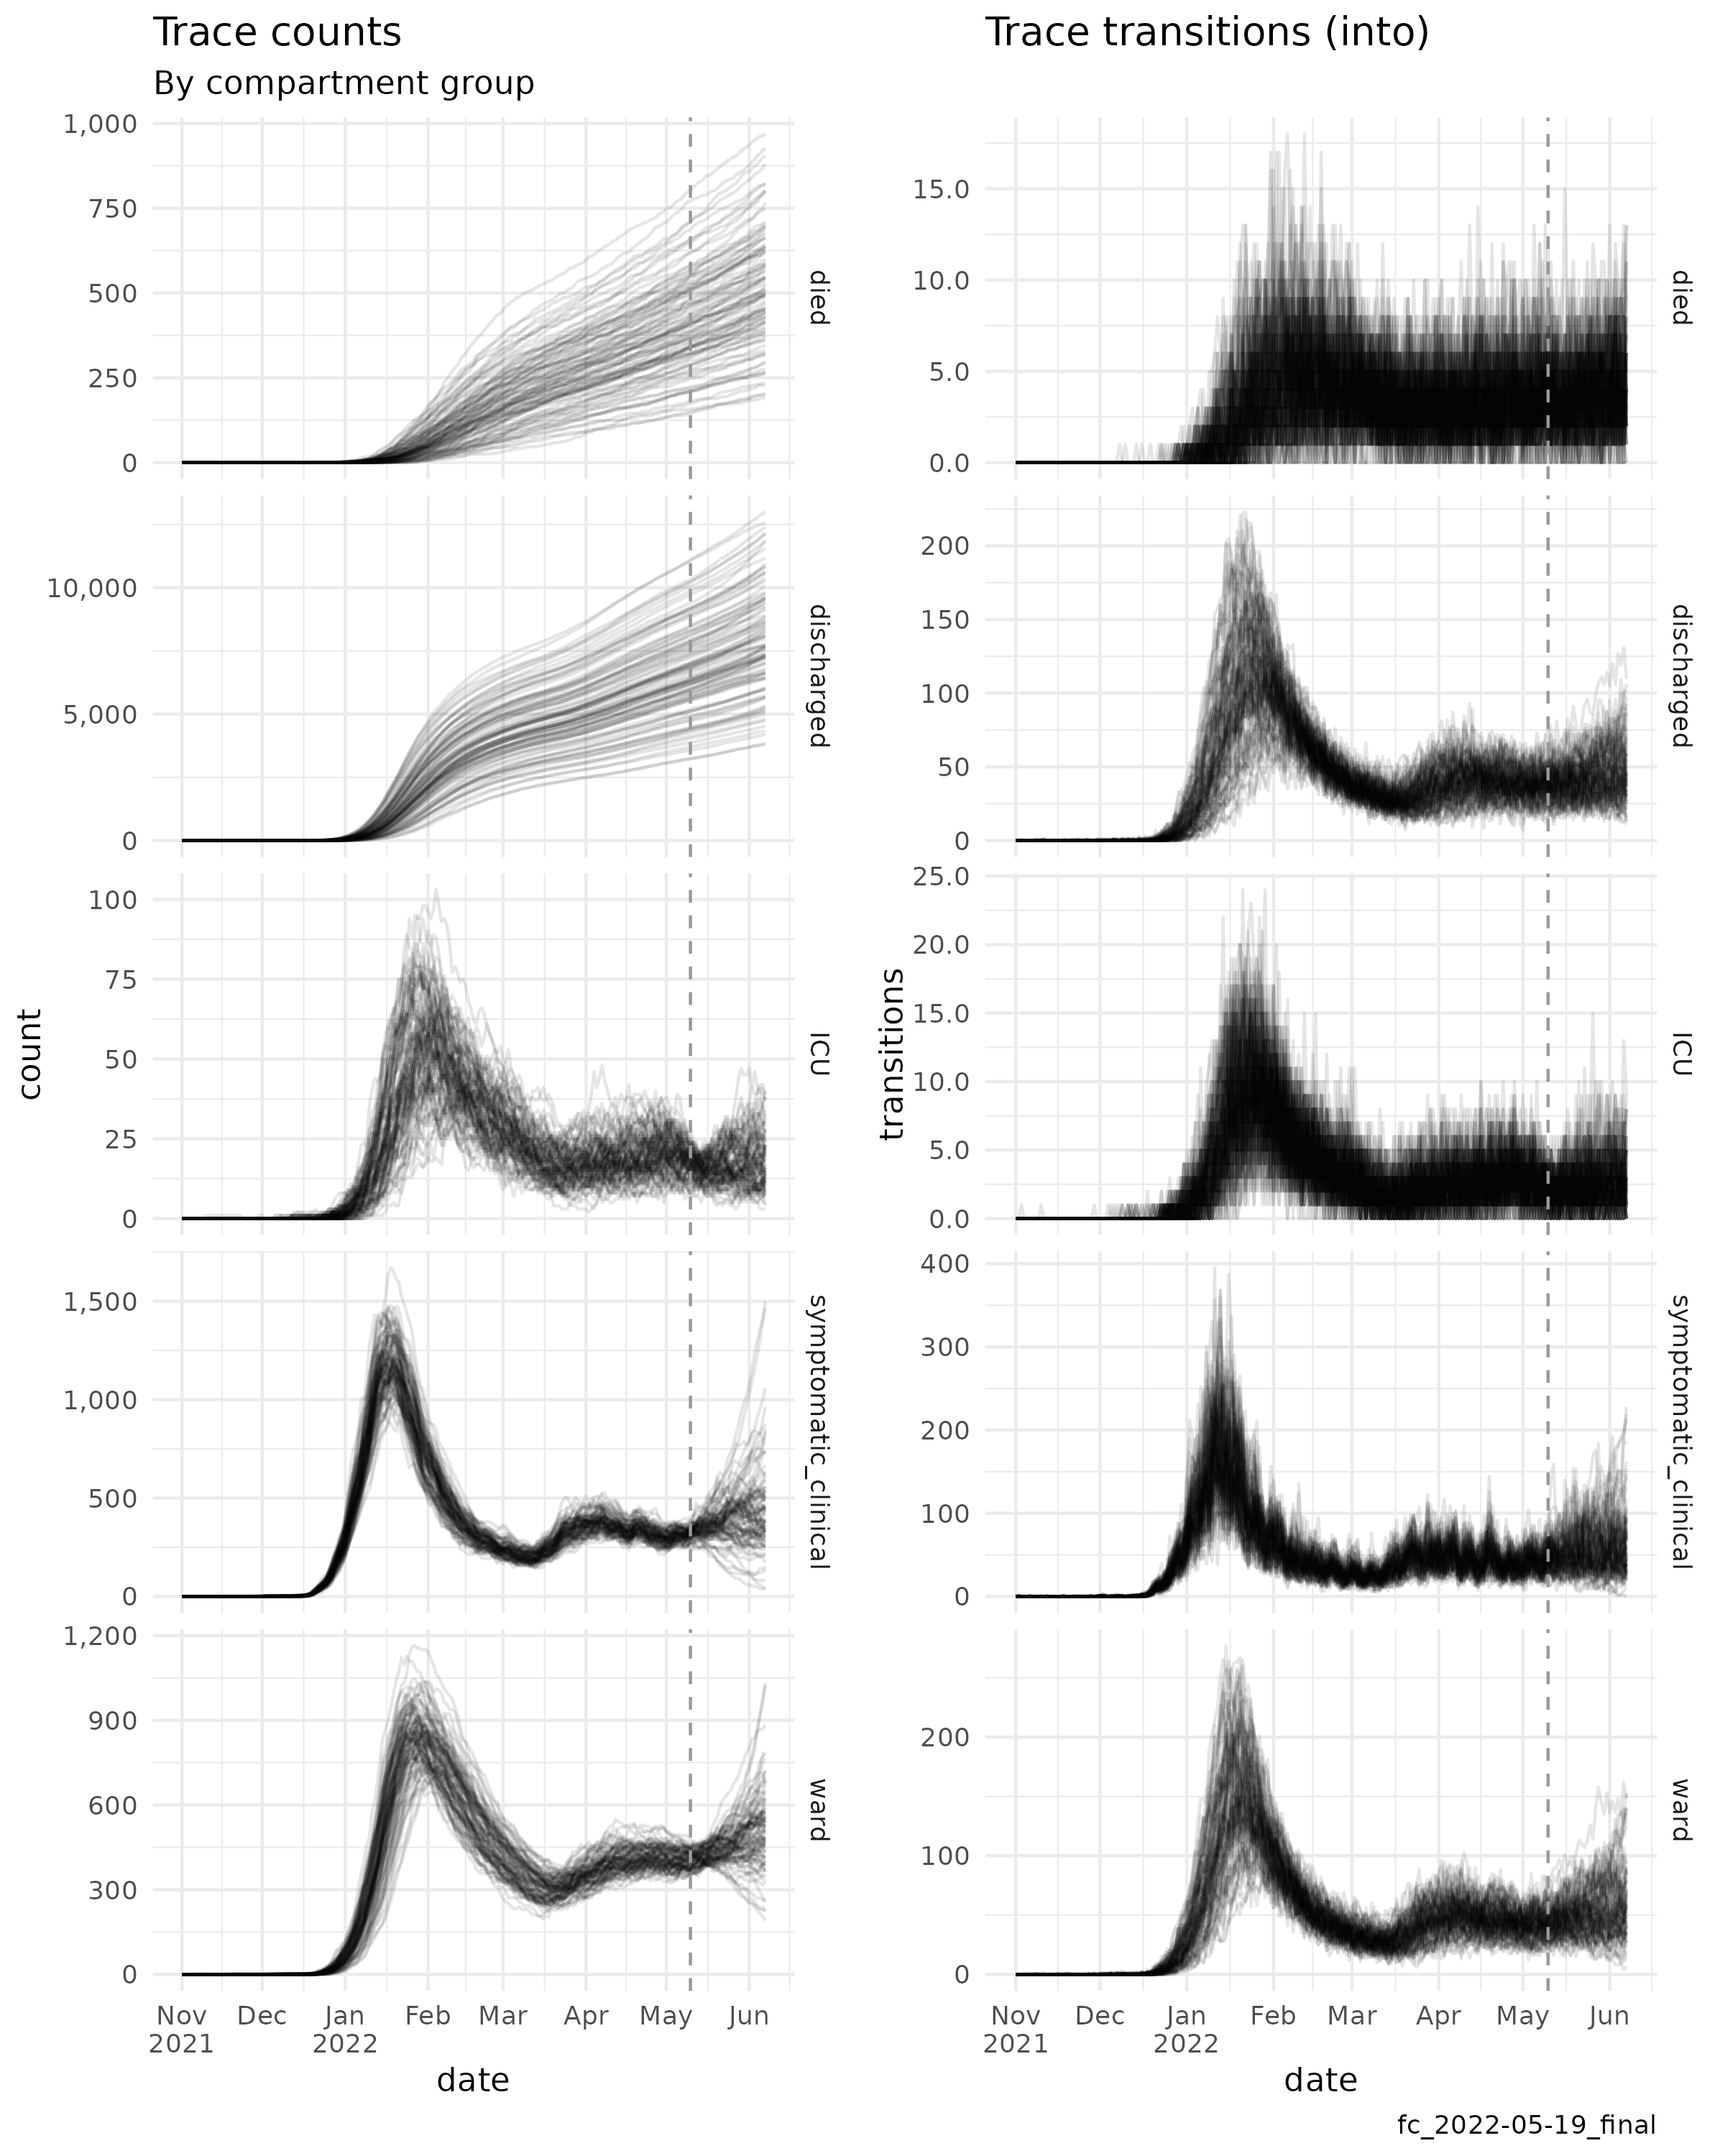 Trace counts
By compartment group
count
1,000
750
500
250
0
died
10,000
5,000
0
discharged
100
75
50
25
0
ICU
1,500
1,000
500
0
symptomatic_clinical
1,200
900
600
300
0
ward
Nov Dec Jan Feb Mar Apr May Jun
2021 2022
date
Trace transitions (into)
transitions
15.0
10.0
5.0
0.0
died
200
150
100
50
0
discharged
25.0
20.0
15.0
10.0
5.0
0.0
ICU
400
300
200
100
0
symptomatic_clinical
200
100
0
ward
Nov Dec Jan Feb Mar Apr May Jun
2021 2022
date
fc_2022-05-19_final